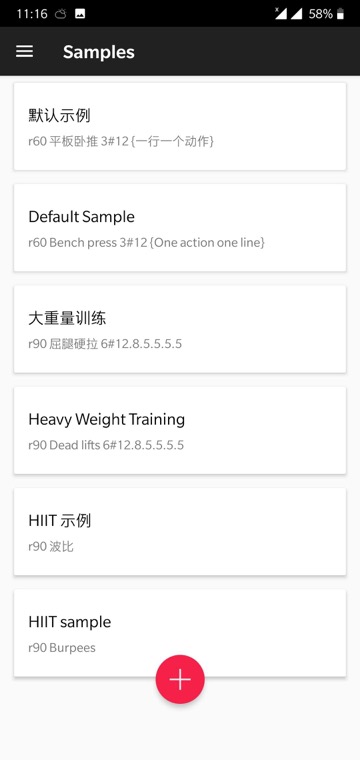 11:16
58%
Samples
默认示例
r60 平板卧推 3#12 {一行一个动作}
Default Sample
r60 Bench press 3#12 {One action one line}
大重量训练
r90 屈腿硬拉 6#12.8.5.5.5.5
Heavy Weight Training
r90 Dead lifts 6#12.8.5.5.5.5
HIIT 示例
r90 波比
HIIT sample
r90 Burpees